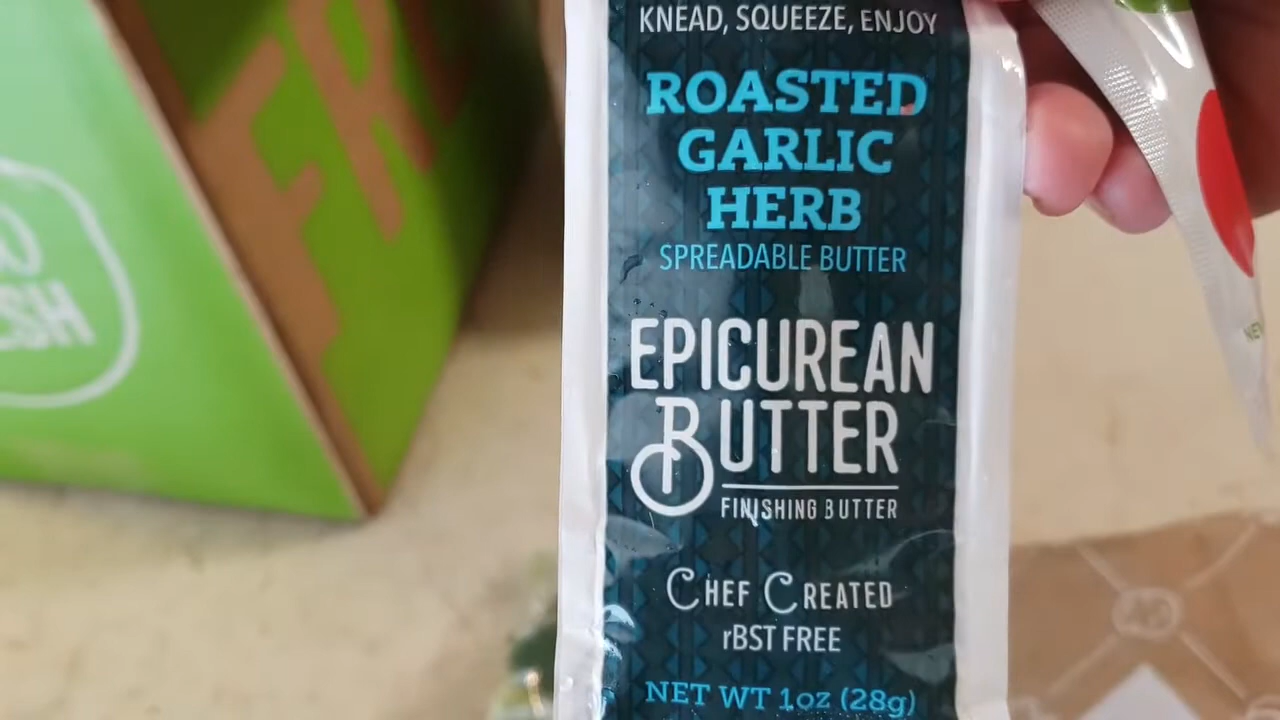 KNEAD, SQUEEZE, ENJOY
ROASTED
GARLIC
HERB
SPREADABLE BUTTER
EPICUREAN
BUTTER
FINISHING BUTTER
CHEF CREATED
rBST FREE
NET WT 1oz (28g)